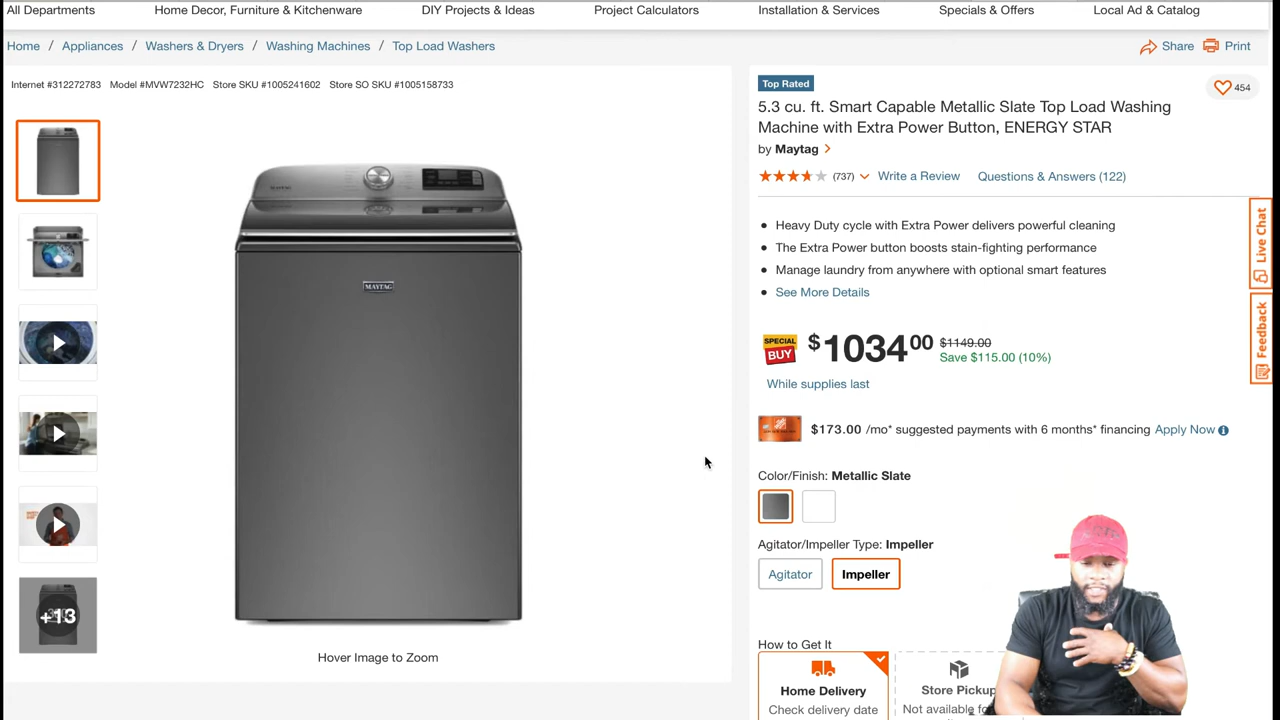 All Departments
Home Decor, Furniture & Kitchenware
DIY Projects & Ideas
Project Calculators
Installation & Services
Specials & Offers
Local Ad & Catalog
Home / Appliances / Washers & Dryers / Washing Machines / Top Load Washers
Share
Print
Internet #312272783 Model #MVW7232HC Store SKU #1005241602 Store SO SKU #1005158733
+13
MAYTAG
Hover Image to Zoom
Top Rated
454
5.3 cu. ft. Smart Capable Metallic Slate Top Load Washing
Machine with Extra Power Button, ENERGY STAR
by Maytag
(737) Write a Review Questions & Answers (122)
Heavy Duty cycle with Extra Power delivers powerful cleaning
The Extra Power button boosts stain-fighting performance
Manage laundry from anywhere with optional smart features
See More Details
SPECIAL
BUY
$1034 00
$1149.00
Save $115.00 (10%)
While supplies last
$173.00 /mo* suggested payments with 6 months* financing Apply Now
Color/Finish: Metallic Slate
Agitator/Impeller Type: Impeller
Agitator
Impeller
How to Get It
Home Delivery
Check delivery date
Store Pickup
Not available fo
Live Chat
Feedback